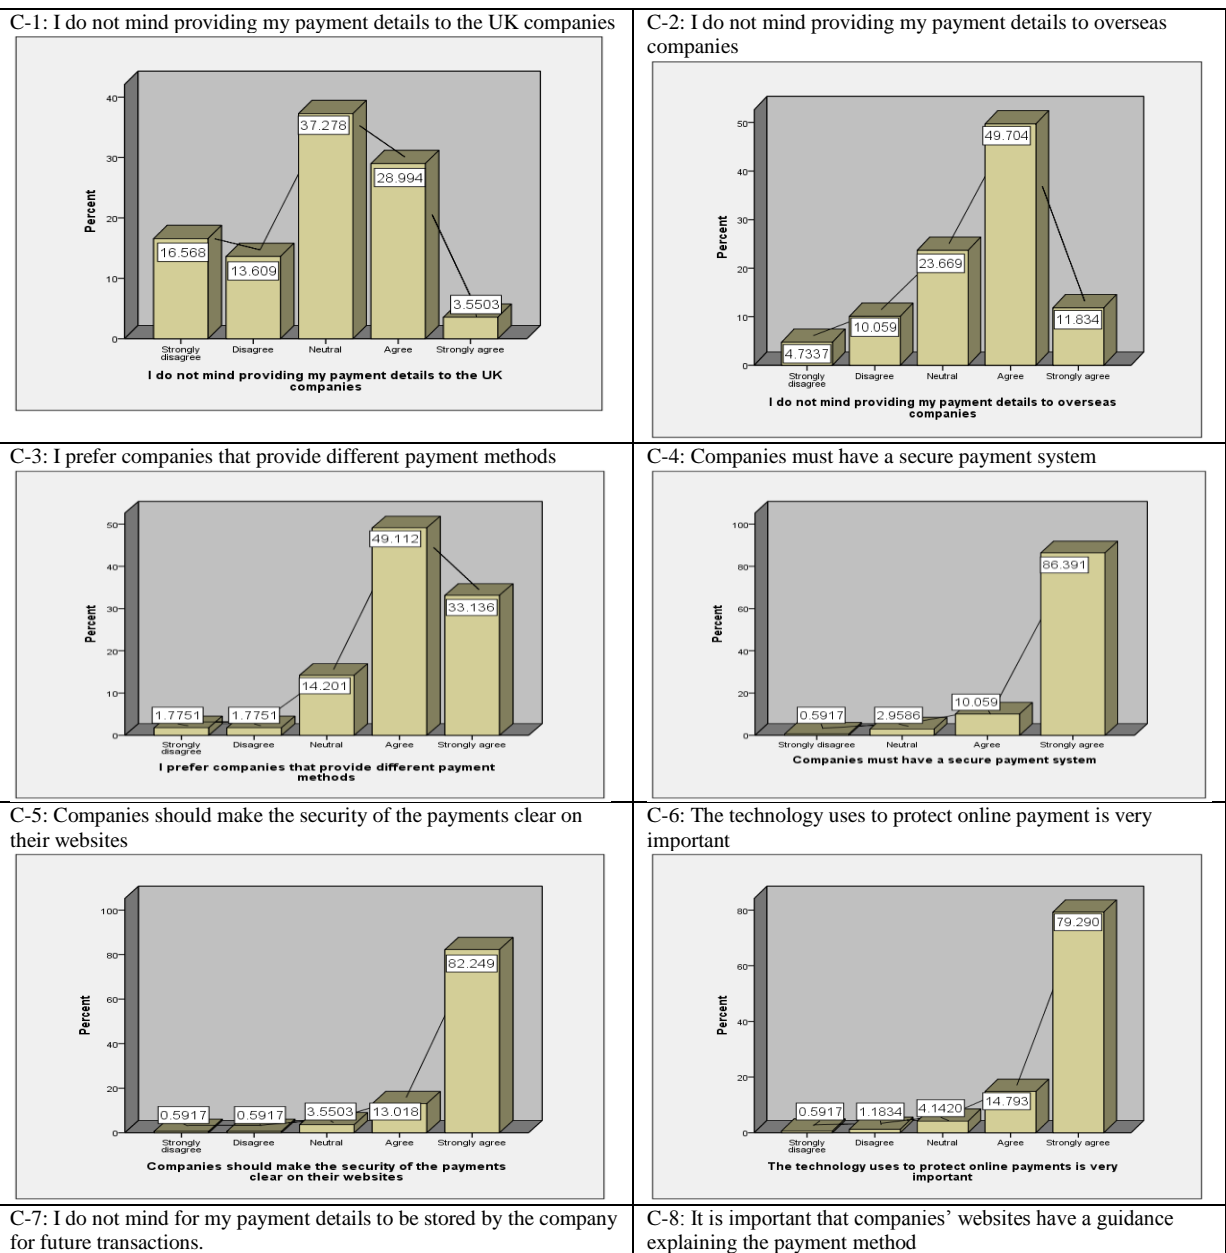 C-1: I do not mind providing my payment details to the UK companies
40
30
20
10
0
Percent
16.568
13.609
37.278
28.994
3.5503
Strongly disagree
Disagree
Neutral
Agree
Strongly agree
I do not mind providing my payment details to the UK
companies
C-2: I do not mind providing my payment details to overseas
companies
50
40
30
20
10
0
Percent
4.7337
10.059
23.669
49.704
11.834
Strongly disagree
Disagree
Neutral
Agree
Strongly agree
I do not mind providing my payment details to overseas
companies
C-3: I prefer companies that provide different payment methods
50
40
30
20
10
0
Percent
1.7751
1.7751
14.201
49.112
33.136
Strongly disagree
Disagree
Neutral
Agree
Strongly agree
I prefer companies that provide different payment
methods
C-4: Companies must have a secure payment system
100
80
60
40
20
0
Percent
0.5917
2.9586
10.059
86.391
Strongly disagree
Neutral
Agree
Strongly agree
Companies must have a secure payment system
C-5: Companies should make the security of the payments clear on
their websites
100
80
60
40
20
0
Percent
0.5917
0.5917
3.5503
13.018
82.249
Strongly disagree
Disagree
Neutral
Agree
Strongly agree
Companies should make the security of the payments
clear on their websites
C-6: The technology uses to protect online payment is very
important
80
60
40
20
0
Percent
0.5917
1.1834
4.1420
14.793
79.290
Strongly disagree
Disagree
Neutral
Agree
Strongly agree
The technology uses to protect online payments is very
important
C-7: I do not mind for my payment details to be stored by the company
for future transactions.
C-8: It is important that companies’ websites have a guidance
explaining the payment method